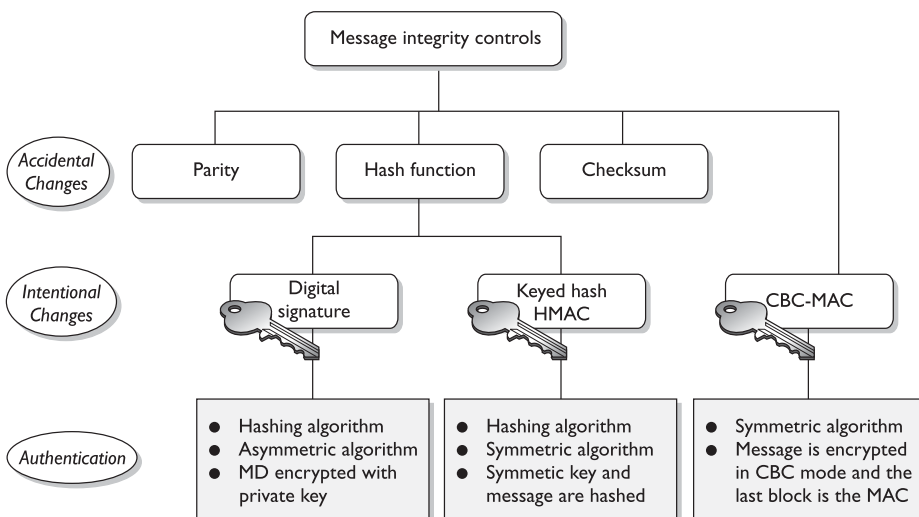 Message integrity controls
Accidental
Changes
Parity
Hash function
Checksum
Intentional
Changes
Digital
signature
Keyed hash
HMAC
CBC-MAC
Authentication
● Hashing algorithm
● Asymmetric algorithm
● MD encrypted with
private key
● Hashing algorithm
● Symmetric algorithm
● Symmetic key and
message are hashed
● Symmetric algorithm
● Message is encrypted
in CBC mode and the
last block is the MAC